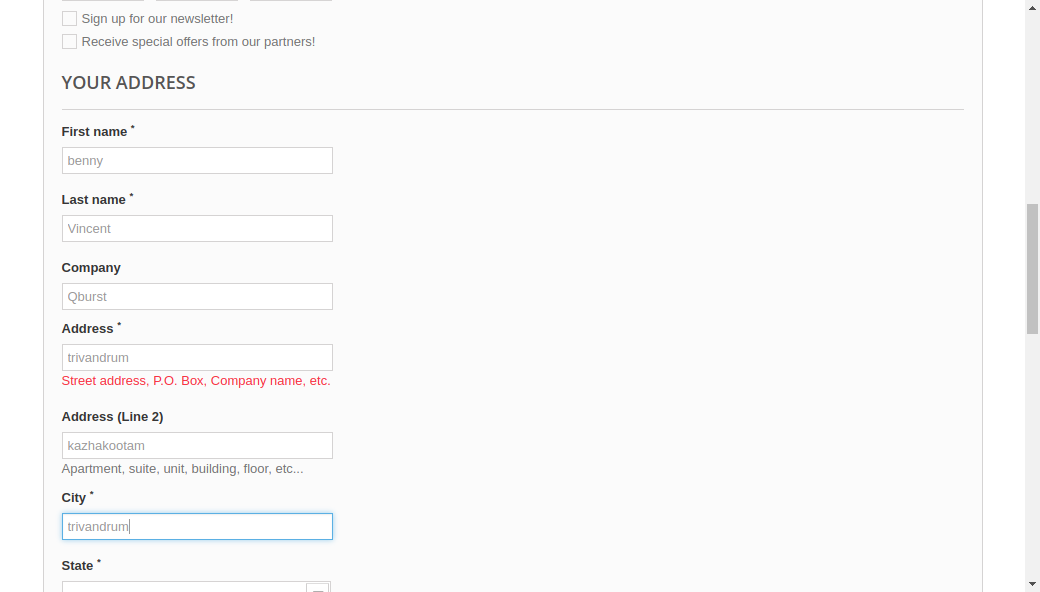 Sign up for our newsletter!
Receive special offers from our partners!
YOUR ADDRESS
First name *
benny
Last name *
Vincent
Company
Qburst
Address *
trivandrum
Street address, P.O. Box, Company name, etc.
Address (Line 2)
kazhakootam
Apartment, suite, unit, building, floor, etc...
City *
trivandrum
State *